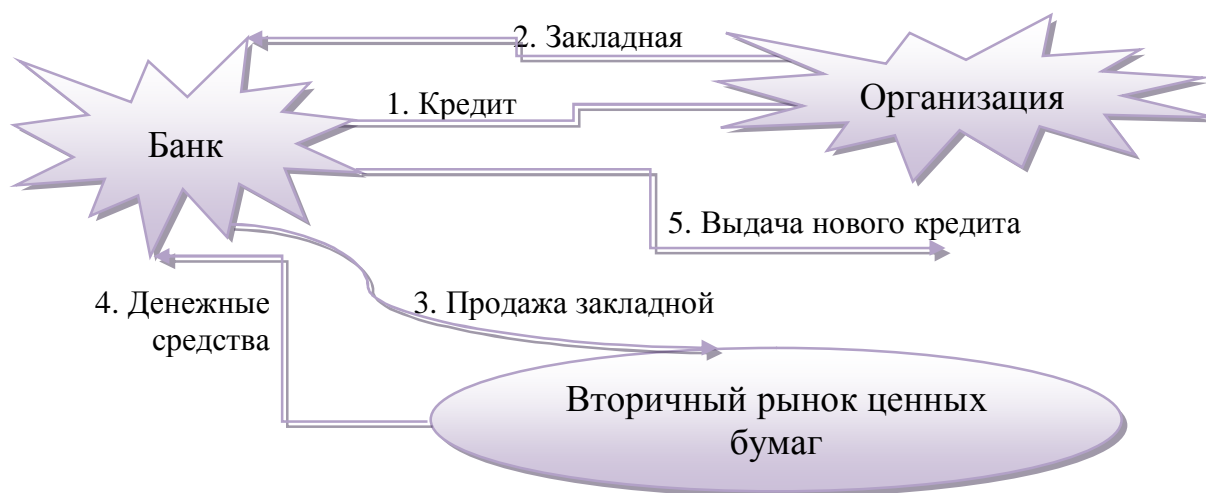 2. Закладная
Организация
1. Кредит
Банк
5. Выдача нового кредита
4. Денежные
средства
3. Продажа закладной
Вторичный рынок ценных
бумаг